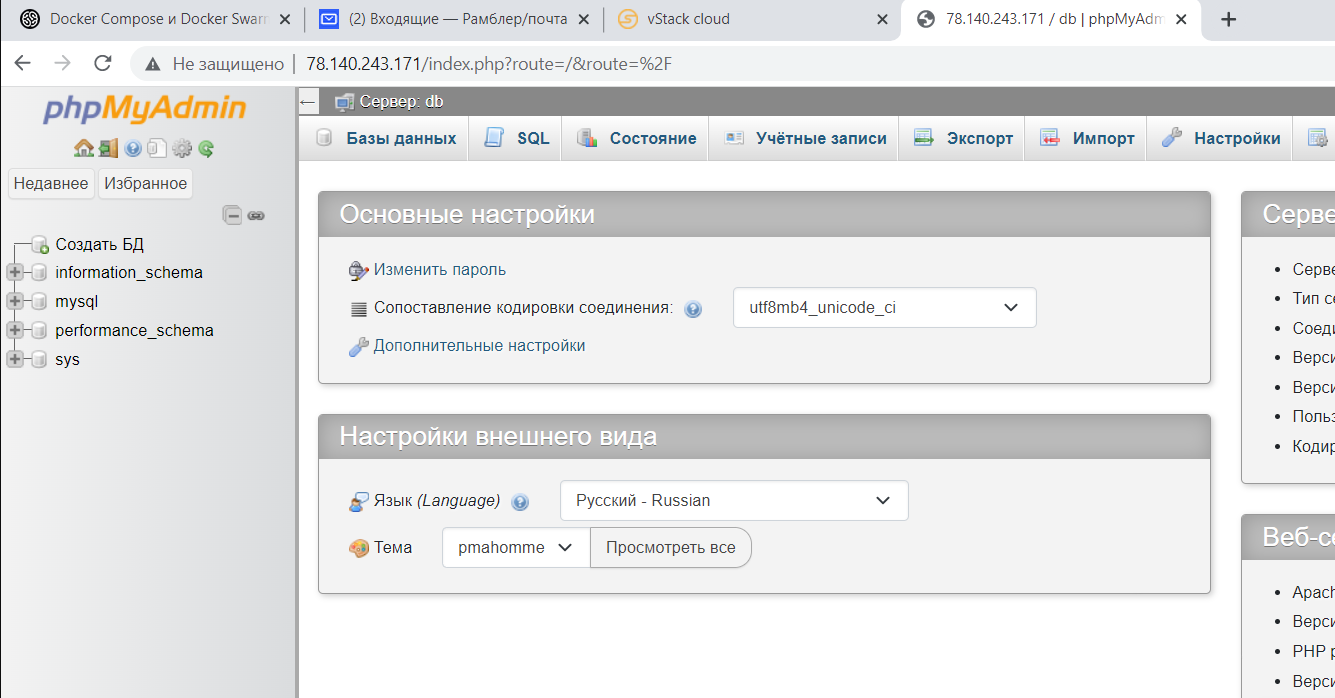 Docker Compose и Docker Swarm
(2) Входящие — Рамблер/почта
vStack cloud
78.140.243.171 / db | phpMyAdm
Не защищено
78.140.243.171/index.php?route=/&route=%2F
phpMyAdmin
Недавнее
Избранное
Создать БД
information_schema
mysql
performance_schema
sys
Сервер: db
Базы данных
SQL
Состояние
Учётные записи
Экспорт
Импорт
Настройки
Основные настройки
Изменить пароль
Сопоставление кодировки соединения:
utf8mb4_unicode_ci
Дополнительные настройки
Настройки внешнего вида
Язык (Language)
Русский - Russian
Тема
pmahomme
Просмотреть все
Серве
Серве
Тип се
Соеди
Верси
Верси
Польз
Кодир
Веб-се
Apach
Верси
PHP р
Верси